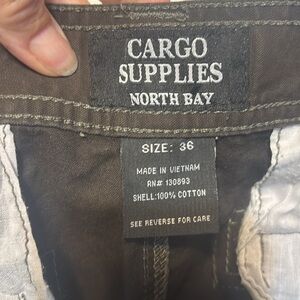 CARGO
SUPPLIES
NORTH BAY
SIZE: 36
MADE IN VIETNAM
RN# 130893
SHELL:100% COTTON
SEE REVERSE FOR CARE